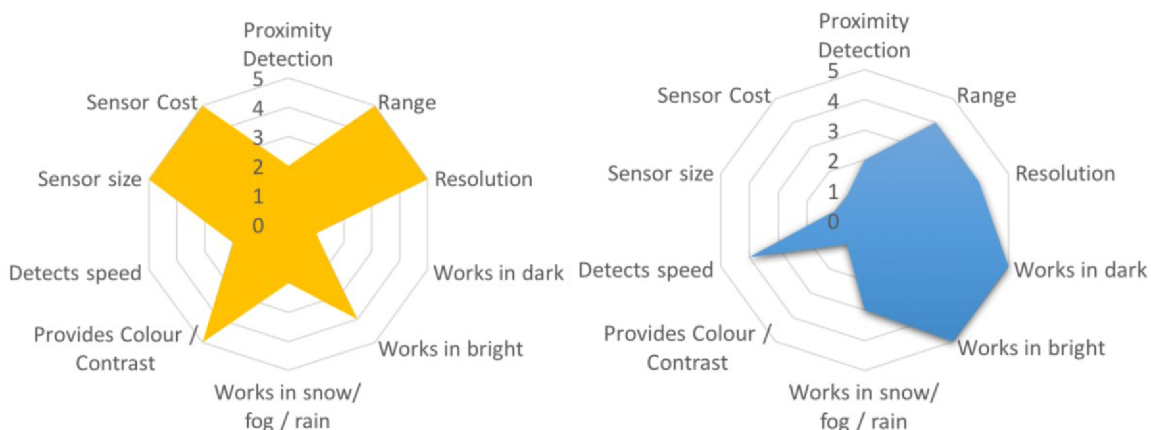 Proximity
Detection
5
4
3
2
1
0
Range
Resolution
Works in dark
Works in bright
Works in snow/
fog / rain
Provides Colour /
Contrast
Detects speed
Sensor size
Sensor Cost
Proximity
Detection
5
4
3
2
1
0
Range
Resolution
Works in dark
Works in bright
Works in snow/
fog / rain
Provides Colour /
Contrast
Detects speed
Sensor size
Sensor Cost